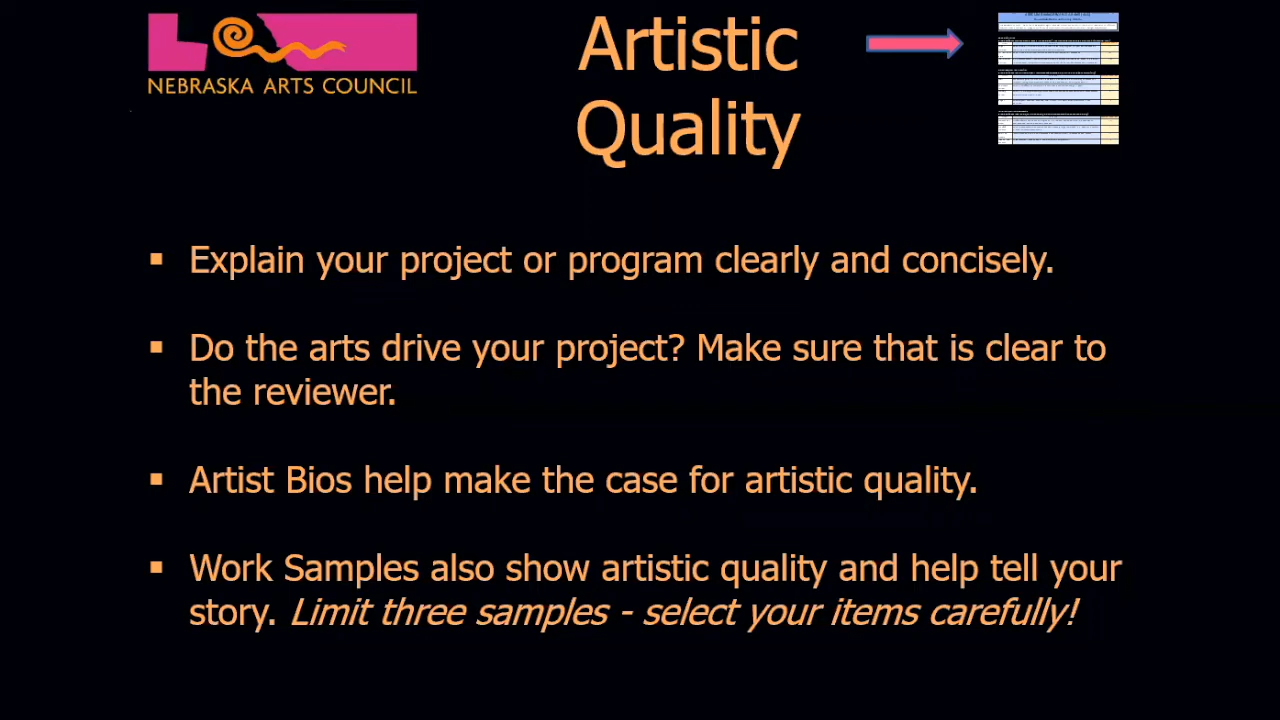 NEBRASKA ARTS COUNCIL
Artistic
Quality
▪ Explain your project or program clearly and concisely.
▪ Do the arts drive your project? Make sure that is clear to
the reviewer.
▪ Artist Bios help make the case for artistic quality.
▪ Work Samples also show artistic quality and help tell your
story. Limit three samples - select your items carefully!